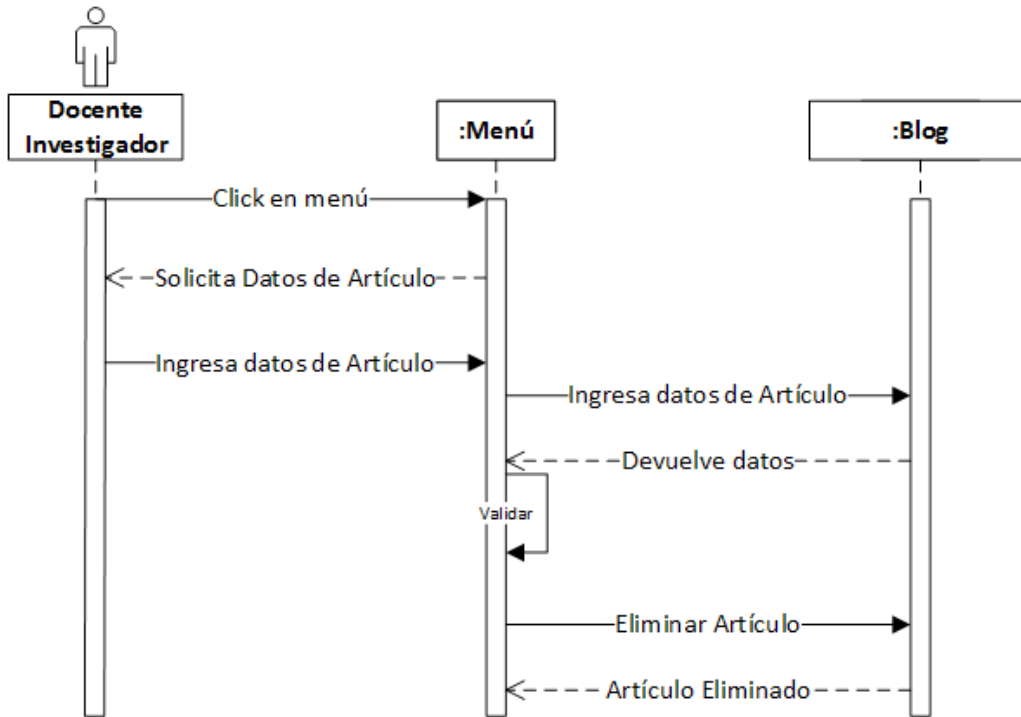 Docente
Investigador
:Menú
:Blog
Click en menú
Solicita Datos de Artículo
Ingresa datos de Artículo
Ingresa datos de Artículo
Devuelve datos
Validar
Eliminar Artículo
Artículo Eliminado